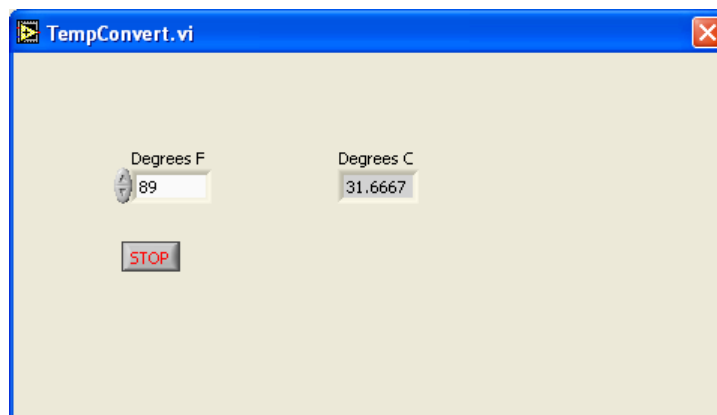 TempConvert.vi
Degrees F
Degrees C
89
31.6667
STOP